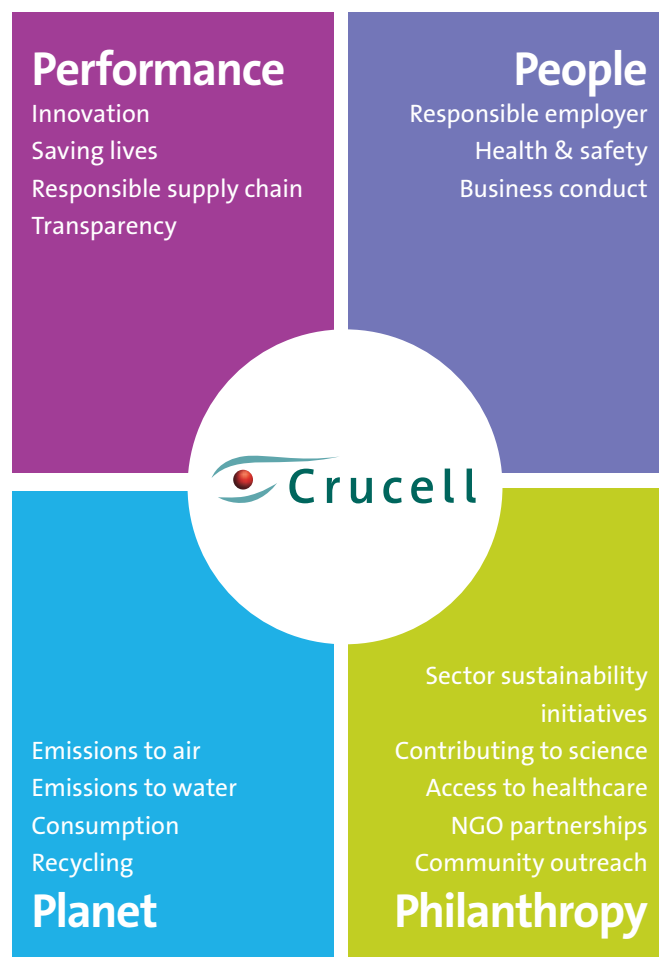 Performance
Innovation
Saving lives
Responsible supply chain
Transparency
People
Responsible employer
Health & safety
Business conduct
Crucell
Emissions to air
Emissions to water
Consumption
Recycling
Planet
Sector sustainability
initiatives
Contributing to science
Access to healthcare
NGO partnerships
Community outreach
Philanthropy